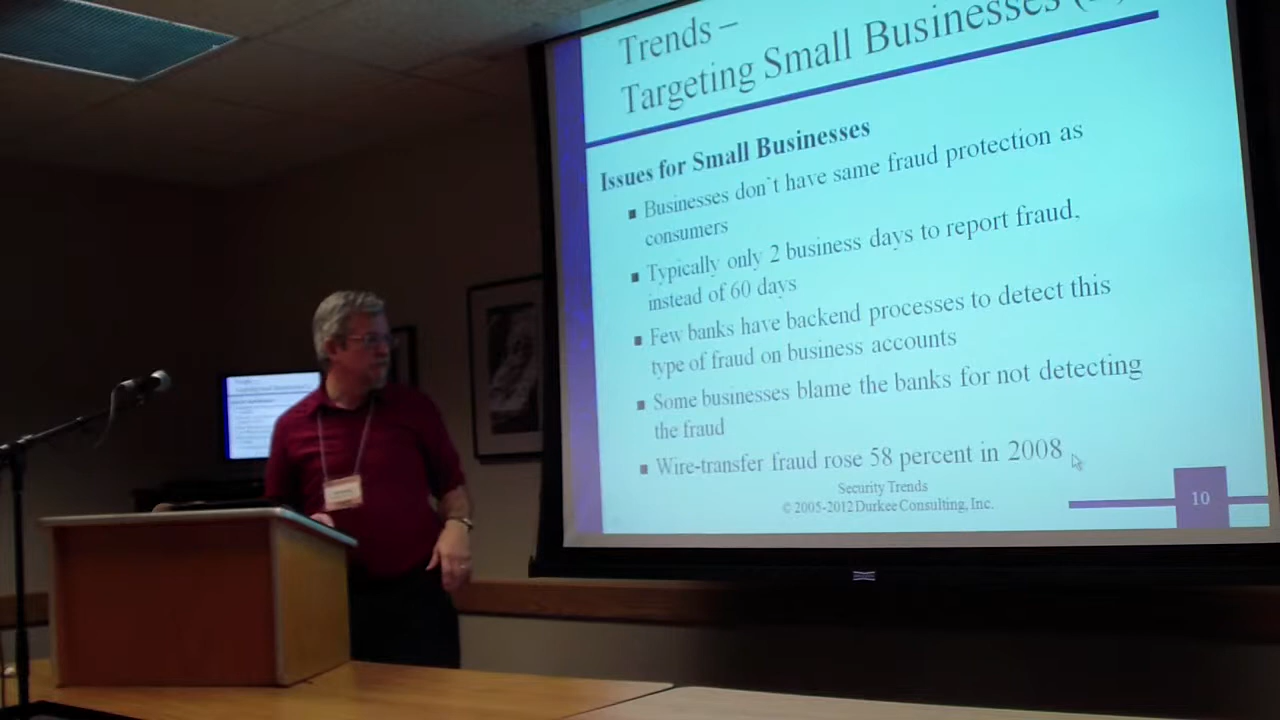 Trends –
Targeting Small Businesses
Issues for Small Businesses
Businesses don`t have same fraud protection as
consumers
Typically only 2 business days to report fraud,
instead of 60 days
Few banks have backend processes to detect this
type of fraud on business accounts
Some businesses blame the banks for not detecting
the fraud
Wire-transfer fraud rose 58 percent in 2008
Security Trends
© 2005-2012 Durkee Consulting, Inc.
10